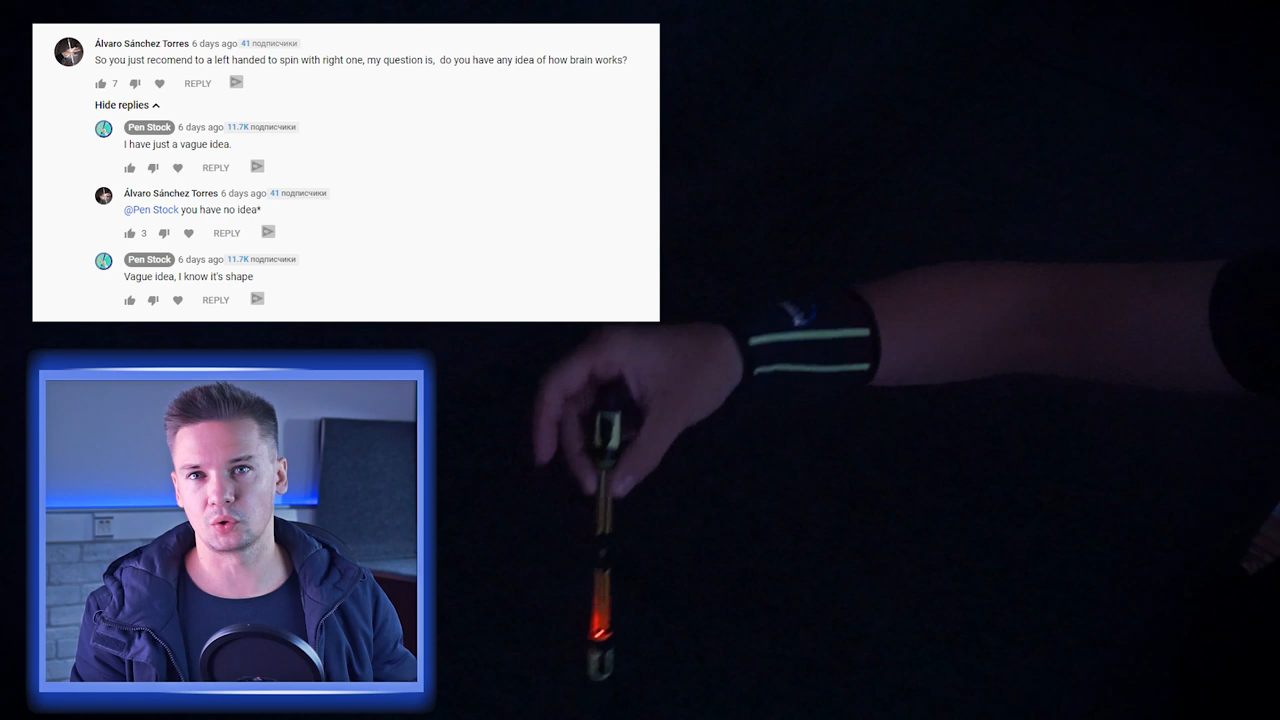 Álvaro Sánchez Torres 6 days ago 41 подписчики
So you just recomend to a left handed to spin with right one, my question is, do you have any idea of how brain works?
7 REPLY
Hide replies
Pen Stock 6 days ago 11.7K подписчики
I have just a vague idea.
REPLY
Álvaro Sánchez Torres 6 days ago 41 подписчики
@Pen Stock you have no idea*
3 REPLY
Pen Stock 6 days ago 11.7K подписчики
Vague idea, I know it's shape
REPLY